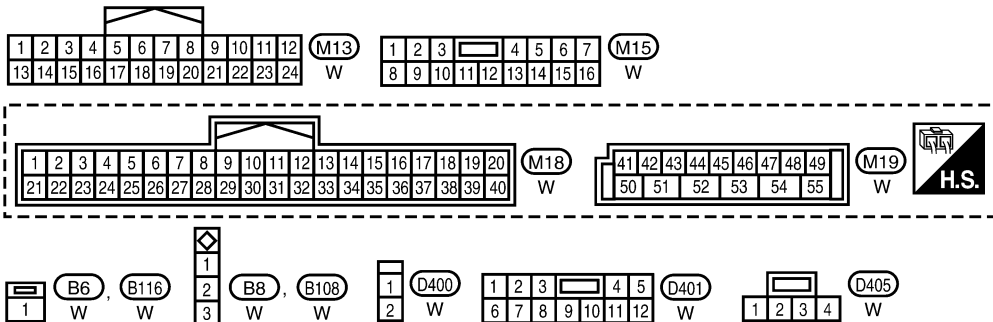 1 2 3 4 5 6 7 8 9 10 11 12 M13
13 14 15 16 17 18 19 20 21 22 23 24 W
1 2 3 4 5 6 7 M15
8 9 10 11 12 13 14 15 16 W
1 2 3 4 5 6 7 8 9 10 11 12 13 14 15 16 17 18 19 20 M18
21 22 23 24 25 26 27 28 29 30 31 32 33 34 35 36 37 38 39 40 W
41 42 43 44 45 46 47 48 49 M19
50 51 52 53 54 55 W
H.S.
1 B6 , B116
W W
1
2 B8 , B108
3 W W
1 D400
2 W
1 2 3 4 5 D401
6 7 8 9 10 11 12 W
1 2 3 4 D405
W